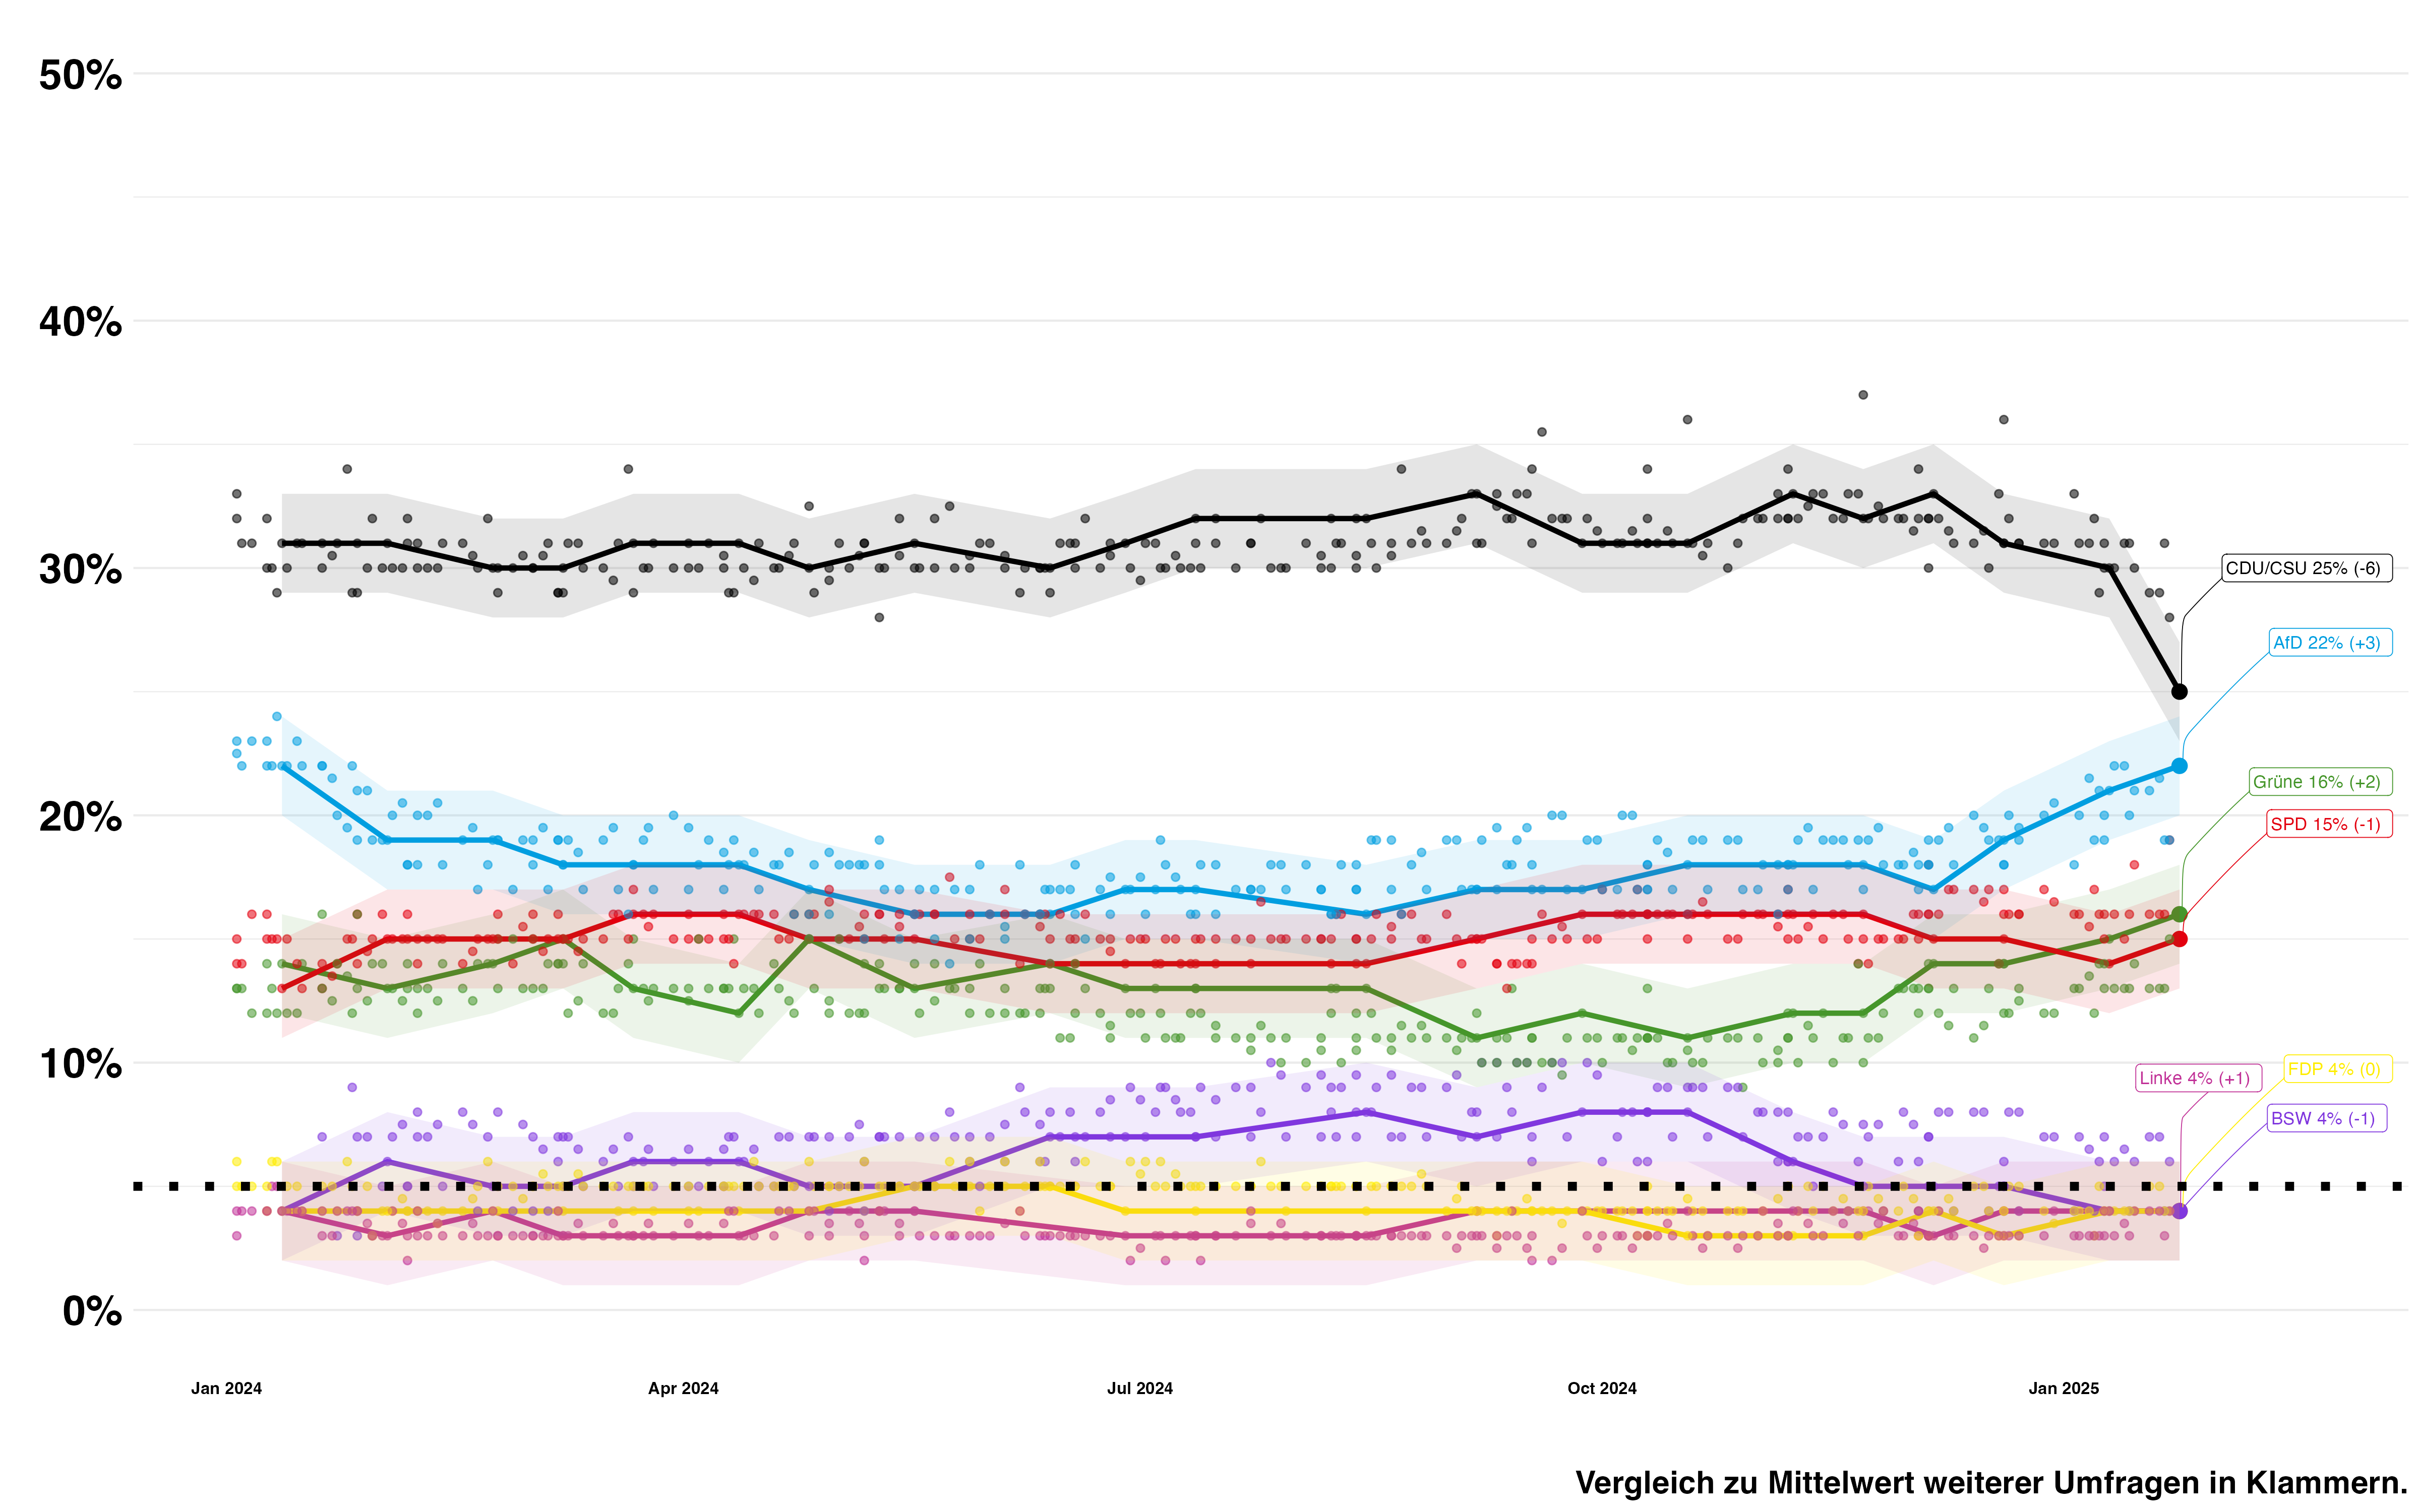 50%
40%
30%
20%
10%
0%
CDU/CSU 25% (-6)
AfD 22% (+3)
Grüne 16% (+2)
SPD 15% (-1)
FDP 4% (0)
Linke 4% (+1)
BSW 4% (-1)
Jan 2024
Apr 2024
Jul 2024
Oct 2024
Jan 2025
Vergleich zu Mittelwert weiterer Umfragen in Klammern.